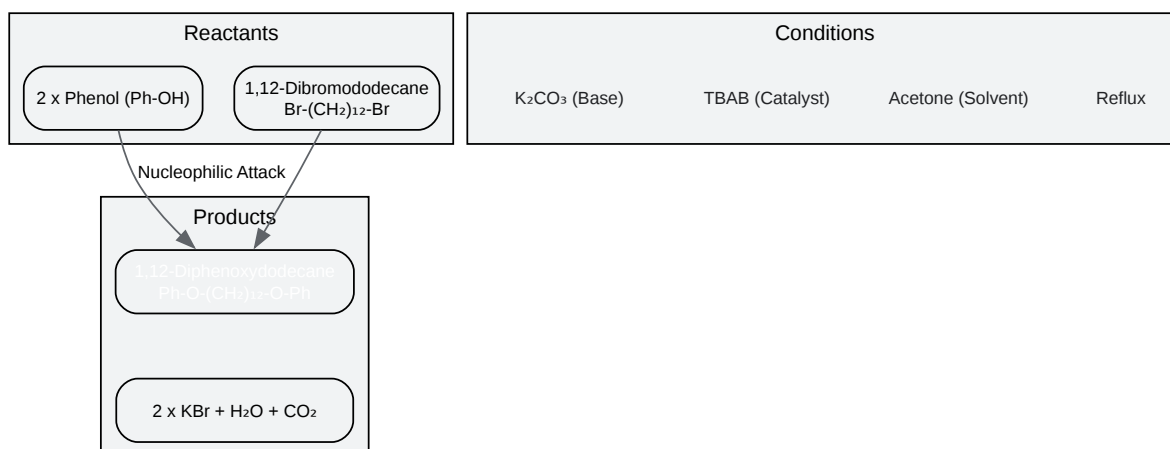 Reactants
2 x Phenol (Ph-OH)
1,12-Dibromododecane
Br-(CH₂)₁₂-Br
Conditions
K₂CO₃ (Base)
TBAB (Catalyst)
Acetone (Solvent)
Reflux
Nucleophilic Attack
Products
1,12-Diphenoxydodecane
Ph-O-(CH₂)₁₂-O-Ph
2 x KBr + H₂O + CO₂